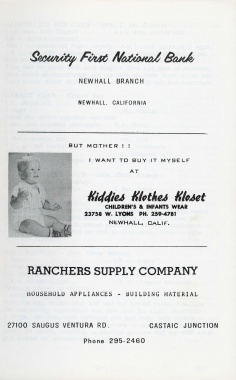 Security First National Bank
NEWHALL BRANCH
NEWHALL, CALIFORNIA
BUT MOTHER ! !
I WANT TO BUY IT MYSELF
AT
Kiddies Klothes Kloset
CHILDREN'S & INFANTS WEAR
23758 W. LYONS PH. 259-4781
NEWHALL, CALIF.
RANCHERS SUPPLY COMPANY
HOUSEHOLD APPLIANCES - BUILDING MATERIAL
27100 SAUGUS VENTURA RD. CASTAIC JUNCTION
Phone 295-2460